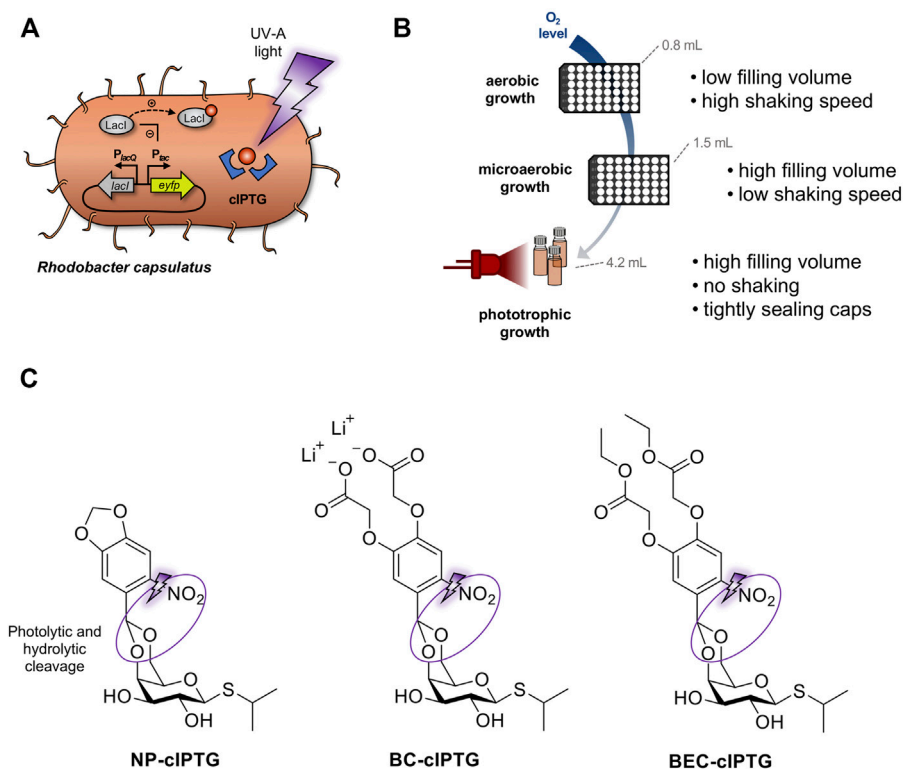 A
UV-A
light
LacI
⊕
LacI
⊖
PlacQ
Ptac
lacI
eyfp
cIPTG
Rhodobacter capsulatus
B
O2
level
0.8 mL
aerobic
growth
• low filling volume
• high shaking speed
1.5 mL
microaerobic
growth
• high filling volume
• low shaking speed
4.2 mL
phototrophic
growth
• high filling volume
• no shaking
• tightly sealing caps
C
O
O
NO2
Photolytic and
hydrolytic
cleavage
O
O
O
HO
S
OH
NP-cIPTG
Li+
Li+
−O
−O
O
O
O
O
NO2
O
O
O
HO
S
OH
BC-cIPTG
O
O
O
O
O
O
NO2
O
O
O
HO
S
OH
BEC-cIPTG